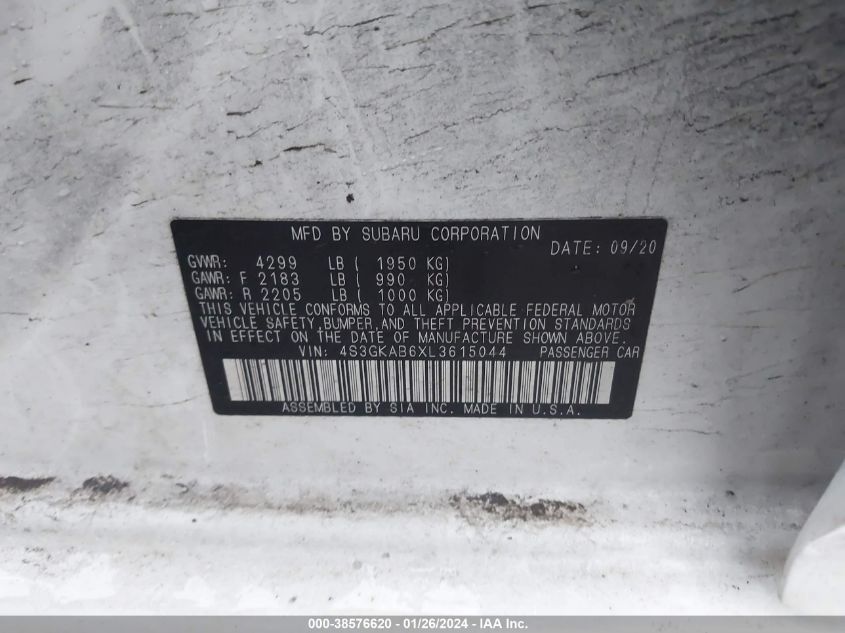 MFD BY SUBARU CORPORATION
DATE: 09/20
GVWR: 4299 LB ( 1950 KG)
GAWR: F 2183 LB ( 990 KG)
GAWR: R 2205 LB ( 1000 KG)
THIS VEHICLE CONFORMS TO ALL APPLICABLE FEDERAL MOTOR
VEHICLE SAFETY, BUMPER, AND THEFT PREVENTION STANDARDS
IN EFFECT ON THE DATE OF MANUFACTURE SHOWN ABOVE.
VIN: 4S3GKAB6XL3615044 PASSENGER CAR
ASSEMBLED BY SIA INC. MADE IN U.S.A.
000-38576620 - 01/26/2024 - IAA Inc.